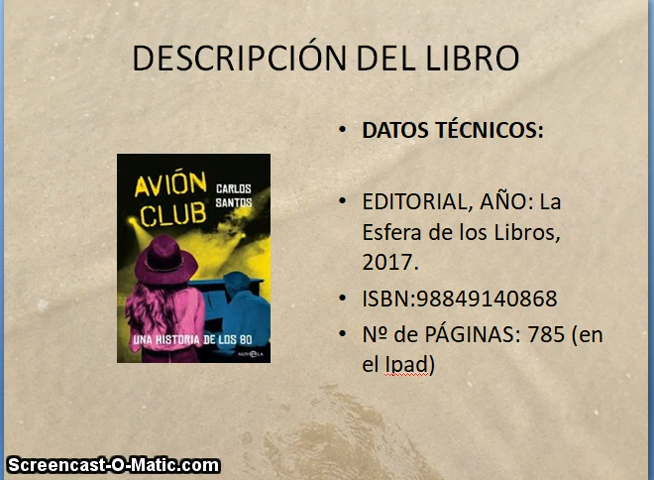 DESCRIPCIÓN DEL LIBRO
• DATOS TÉCNICOS:
AVIÓN
CLUB
CARLOS
SANTOS
UNA HISTORIA DE LOS 80
NOVELA
• EDITORIAL, AÑO: La
Esfera de los Libros,
2017.
• ISBN:98849140868
• Nº de PÁGINAS: 785 (en
el Ipad)
Screencast-O-Matic.com